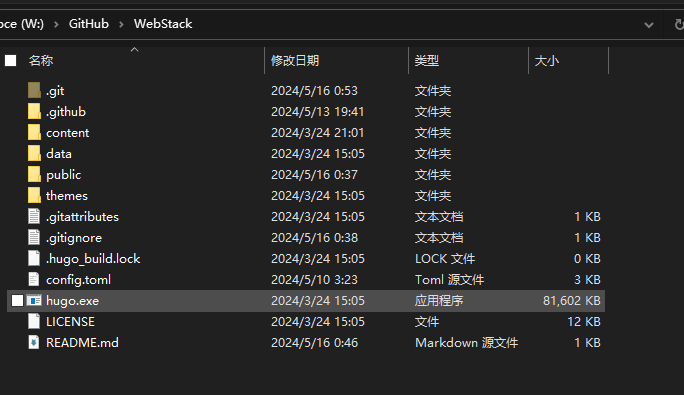 oce (W:) > GitHub > WebStack
名称 修改日期 类型 大小
.git 2024/5/16 0:53 文件夹
.github 2024/5/13 19:41 文件夹
content 2024/3/24 21:01 文件夹
data 2024/3/24 15:05 文件夹
public 2024/5/16 0:37 文件夹
themes 2024/3/24 15:05 文件夹
.gitattributes 2024/3/24 15:05 文本文档 1 KB
.gitignore 2024/5/16 0:38 文本文档 1 KB
.hugo_build.lock 2024/3/24 15:05 LOCK 文件 0 KB
config.toml 2024/5/10 3:23 Toml 源文件 3 KB
hugo.exe 2024/3/24 15:05 应用程序 81,602 KB
LICENSE 2024/3/24 15:05 文件 12 KB
README.md 2024/5/16 0:46 Markdown 源文件 1 KB